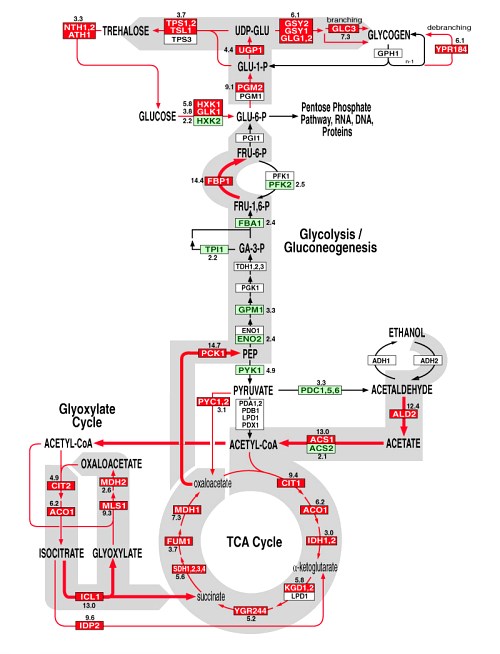 3.3
NTH1,2
ATH1
TREHALOSE
3.7
TPS1,2
TSL1
TPS3
UDP-GLU
6.1
GSY2
GSY1
GLG1,2
branching
GLC3
7.3
GLYCOGEN
debranching
6.1
YPR184
GPH1
n-1
4.4
UGP1
GLU-1-P
9.1
PGM2
PGM1
GLUCOSE
5.8
HXK1
3.8
GLK1
2.2
HXK2
GLU-6-P
Pentose Phosphate
Pathway, RNA, DNA,
Proteins
PGI1
FRU-6-P
14.4
FBP1
PFK1
PFK2
2.5
FRU-1,6-P
FBA1
2.4
Glycolysis /
Gluconeogenesis
TPI1
2.2
GA-3-P
TDH1,2,3
PGK1
GPM1
3.3
ENO1
ENO2
2.4
14.7
PCK1
PEP
PYK1
4.9
ETHANOL
ADH1
ADH2
PYRUVATE
3.3
PDC1,5,6
ACETALDEHYDE
PYC1,2
3.1
PDA1,2
PDB1
LPD1
PDX1
12.4
ALD2
Glyoxylate
Cycle
ACETYL-CoA
ACETYL-CoA
13.0
ACS1
ACS2
2.1
ACETATE
OXALOACETATE
4.9
CIT2
MDH2
2.6
6.2
ACO1
MLS1
9.3
ISOCITRATE
GLYOXYLATE
ICL1
13.0
9.6
IDP2
oxaloacetate
9.4
CIT1
MDH1
7.3
6.2
ACO1
FUM1
3.7
TCA Cycle
3.0
IDH1,2
SDH1,2,3,4
5.6
α-ketoglutarate
5.8
KGD1,2
LPD1
succinate
YGR244
5.2